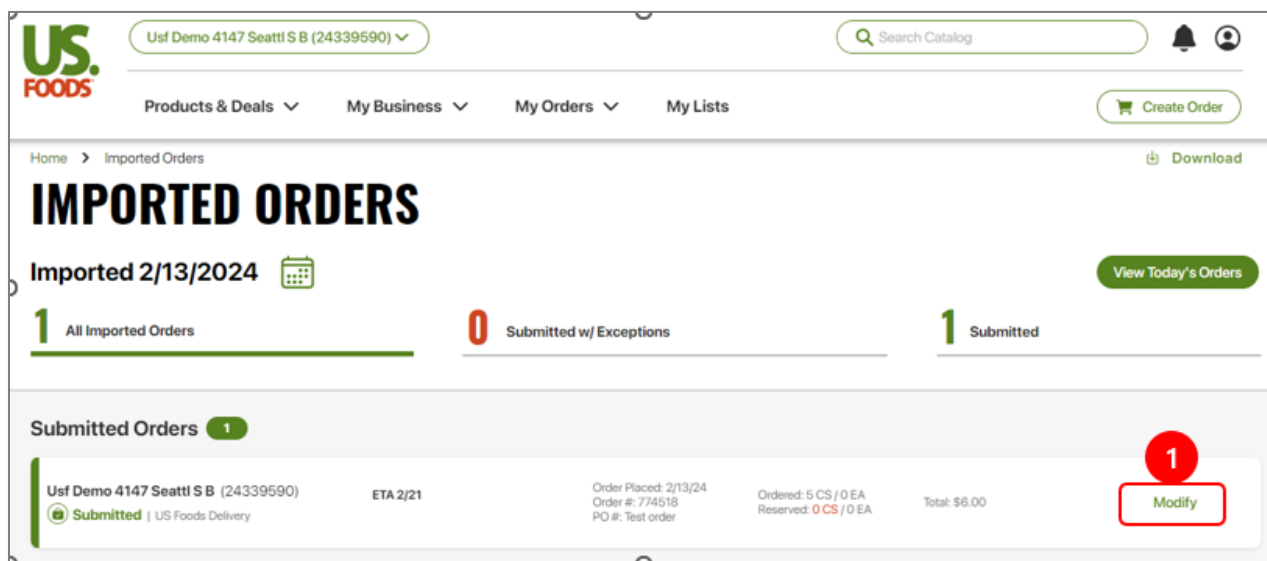 US.
FOODS
Usf Demo 4147 Seattl S B (24339590)
Search Catalog
Products & Deals
My Business
My Orders
My Lists
Create Order
Home > Imported Orders
Download
IMPORTED ORDERS
Imported 2/13/2024
View Today's Orders
1 All Imported Orders
0 Submitted w/ Exceptions
1 Submitted
Submitted Orders 1
1
Usf Demo 4147 Seattl S B (24339590)
Submitted | US Foods Delivery
ETA 2/21
Order Placed: 2/13/24
Order #: 774518
PO #: Test order
Ordered: 5 CS / 0 EA
Reserved: 0 CS / 0 EA
Total: $6.00
Modify